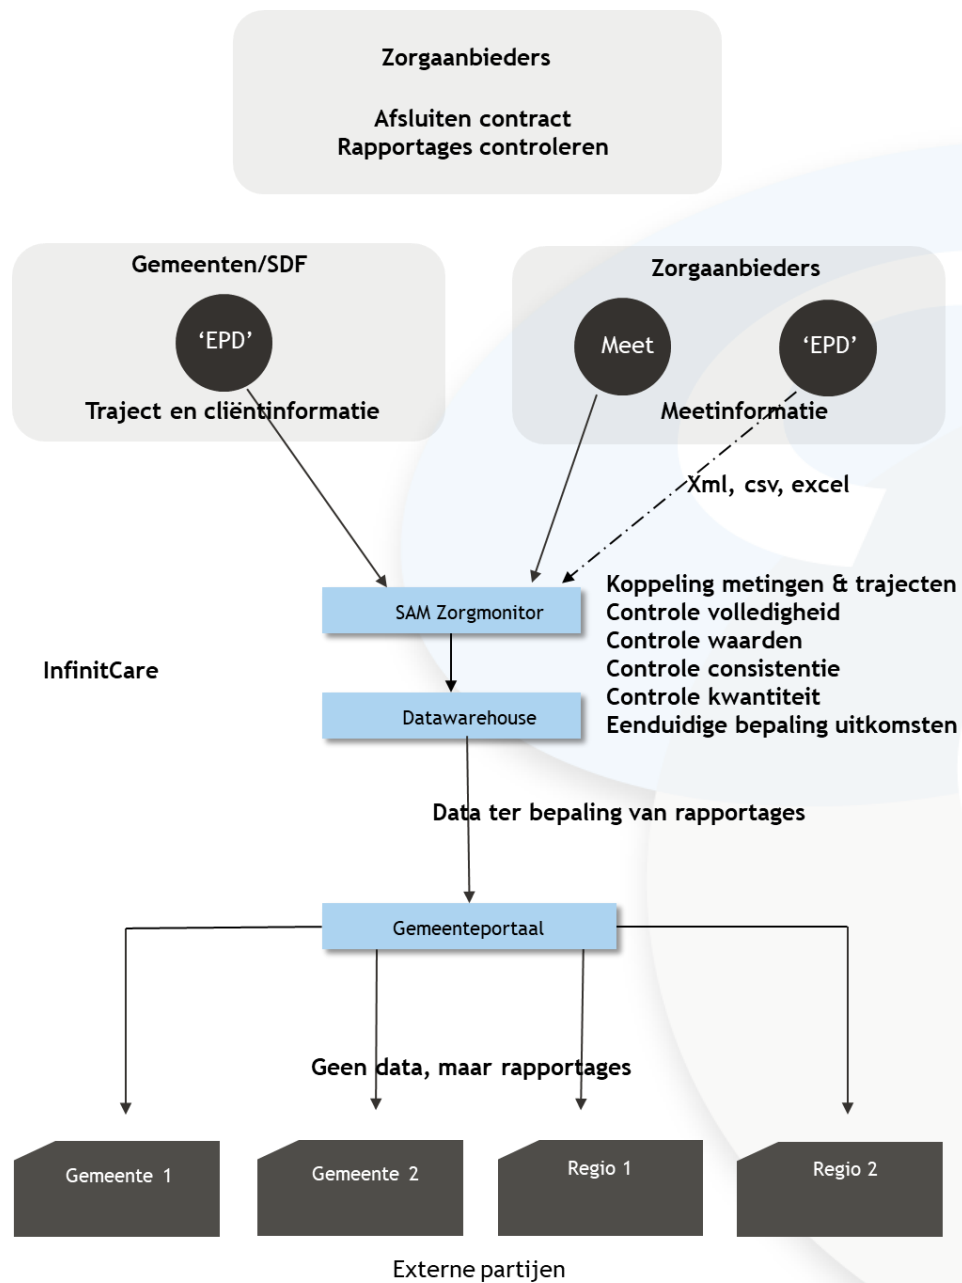 Zorgaanbieders
Afsluiten contract
Rapportages controleren
Gemeenten/SDF
‘EPD’
Traject en cliëntinformatie
Zorgaanbieders
Meet
‘EPD’
Meetinformatie
Xml, csv, excel
SAM Zorgmonitor
Koppeling metingen & trajecten
Controle volledigheid
Controle waarden
Controle consistentie
Controle kwantiteit
Eenduidige bepaling uitkomsten
InfinitCare
Datawarehouse
Data ter bepaling van rapportages
Gemeenteportaal
Geen data, maar rapportages
Gemeente 1
Gemeente 2
Regio 1
Regio 2
Externe partijen